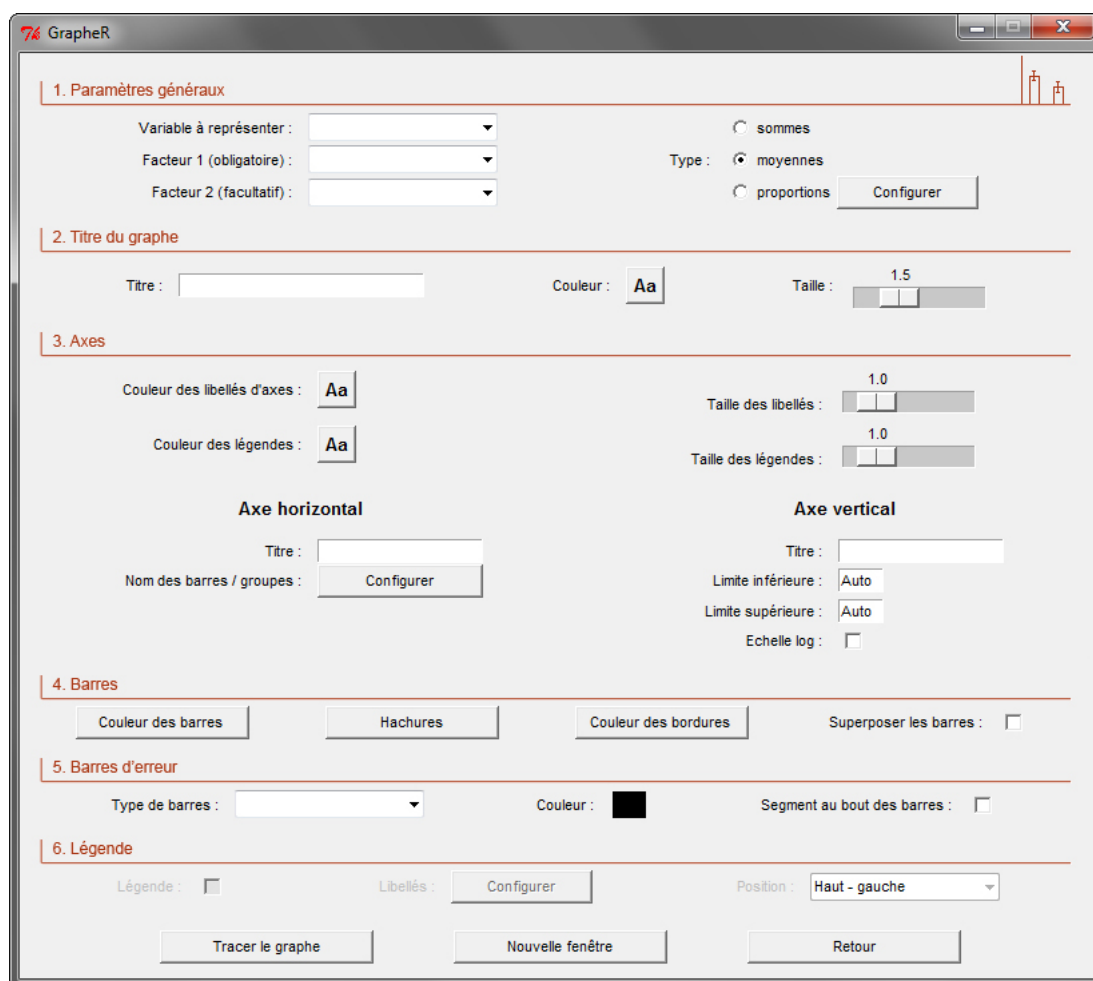 GrapheR
1. Paramètres généraux
Variable à représenter :
sommes
Facteur 1 (obligatoire) :
Type :
moyennes
Facteur 2 (facultatif) :
proportions
Configurer
2. Titre du graphe
Titre :
Couleur :
Aa
Taille :
1.5
3. Axes
Couleur des libellés d'axes :
Aa
Taille des libellés :
1.0
Couleur des légendes :
Aa
Taille des légendes :
1.0
Axe horizontal
Titre :
Nom des barres / groupes :
Configurer
Axe vertical
Titre :
Limite inférieure :
Auto
Limite supérieure :
Auto
Echelle log :
4. Barres
Couleur des barres
Hachures
Couleur des bordures
Superposer les barres :
5. Barres d'erreur
Type de barres :
Couleur :
Segment au bout des barres :
6. Légende
Légende :
Libellés :
Configurer
Position :
Haut - gauche
Tracer le graphe
Nouvelle fenêtre
Retour